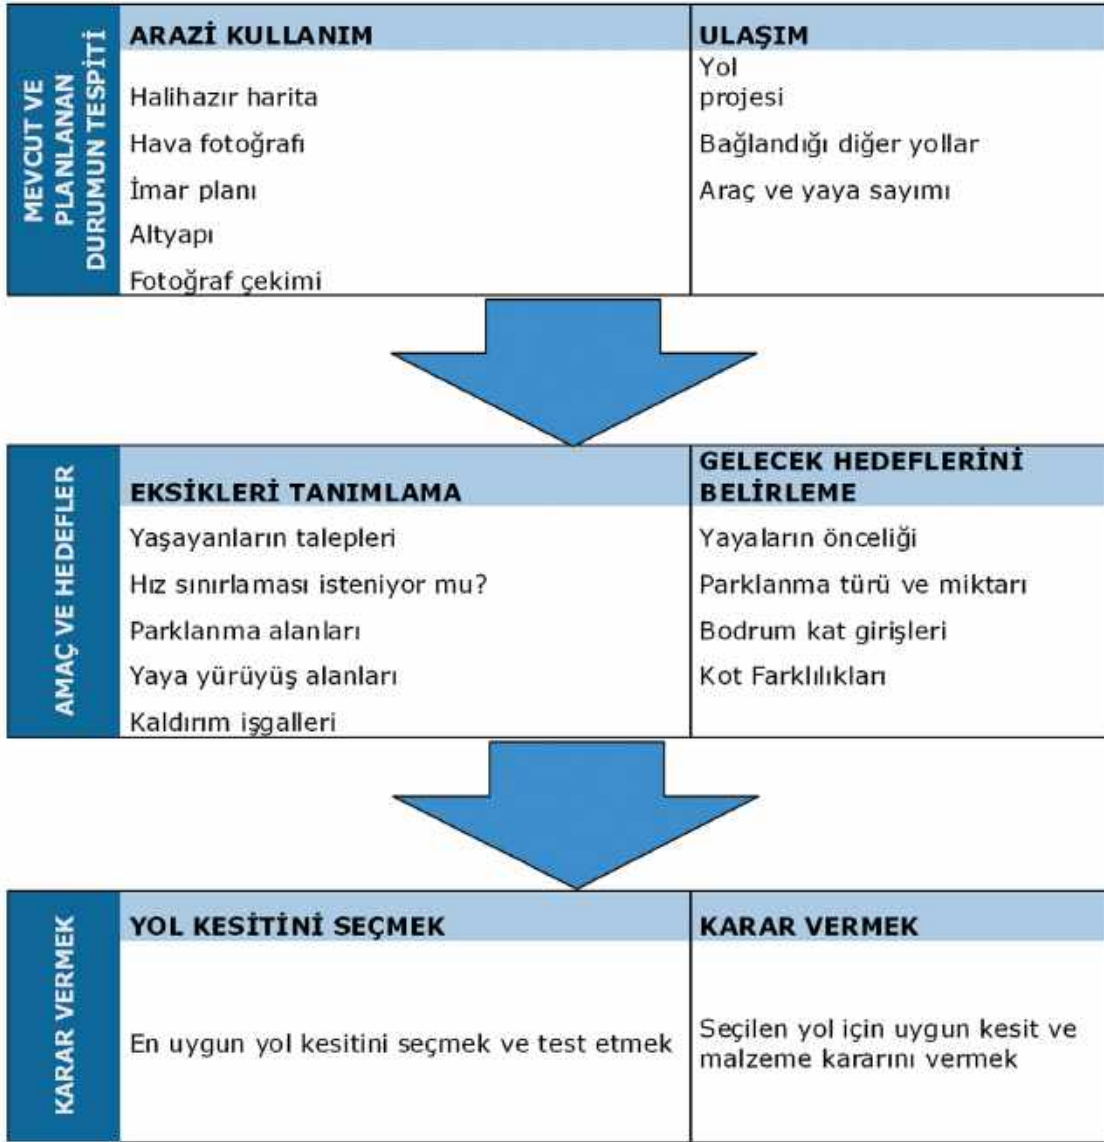 MEVCUT VE
PLANLANAN
DURUMUN TESPİTİ
ARAZİ KULLANIM
Halihazır harita
Hava fotoğrafı
İmar planı
Altyapı
Fotoğraf çekimi
ULAŞIM
Yol
projesi
Bağlandığı diğer yollar
Araç ve yaya sayımı
AMAÇ VE HEDEFLER
EKSİKLERİ TANIMLAMA
Yaşayanların talepleri
Hız sınırlaması isteniyor mu?
Parklanma alanları
Yaya yürüyüş alanları
Kaldırım işgalleri
GELECEK HEDEFLERİNİ
BELİRLEME
Yayaların önceliği
Parklanma türü ve miktarı
Bodrum kat girişleri
Kot Farklılıkları
KARAR VERMEK
YOL KESİTİNİ SEÇMEK
En uygun yol kesitini seçmek ve test etmek
KARAR VERMEK
Seçilen yol için uygun kesit ve
malzeme kararını vermek